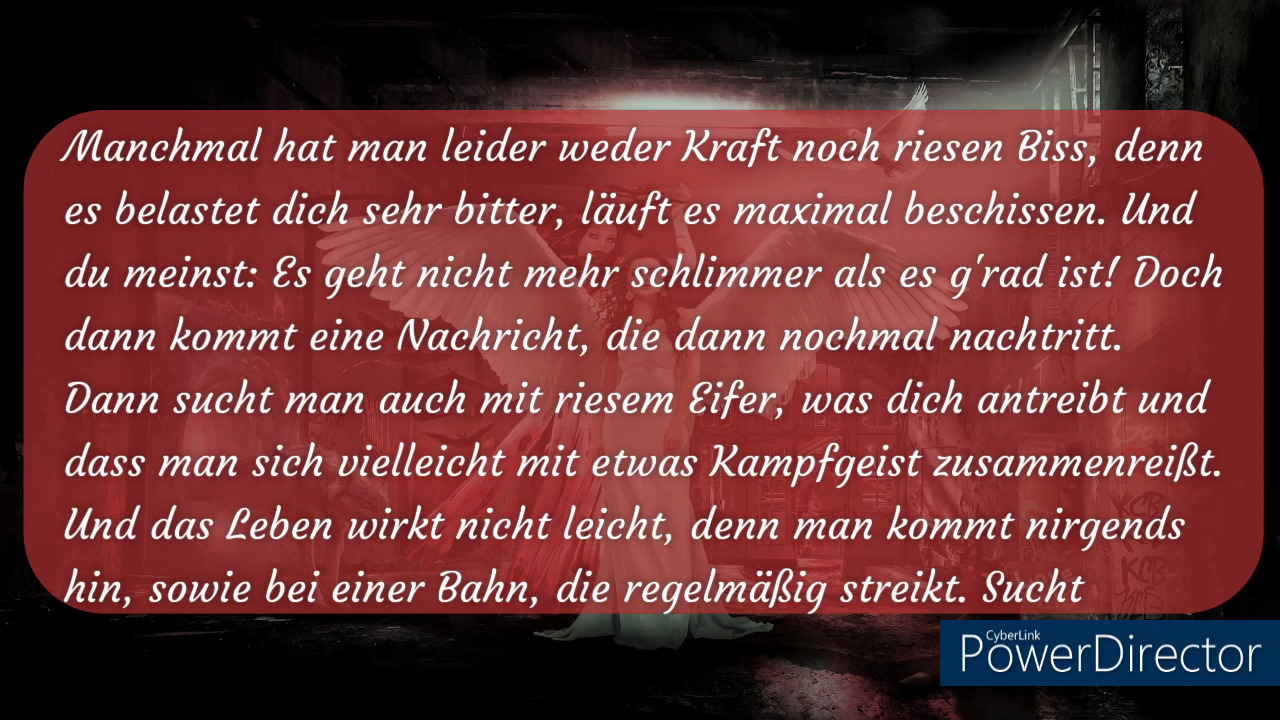 Manchmal hat man leider weder Kraft noch riesen Biss, denn
es belastet dich sehr bitter, läuft es maximal beschissen. Und
du meinst: Es geht nicht mehr schlimmer als es g'rad ist! Doch
dann kommt eine Nachricht, die dann nochmal nachtritt.
Dann sucht man auch mit riesem Eifer, was dich antreibt und
dass man sich vielleicht mit etwas Kampfgeist zusammenreißt.
Und das Leben wirkt nicht leicht, denn man kommt nirgends
hin, sowie bei einer Bahn, die regelmäßig streikt. Sucht
CyberLink
PowerDirector